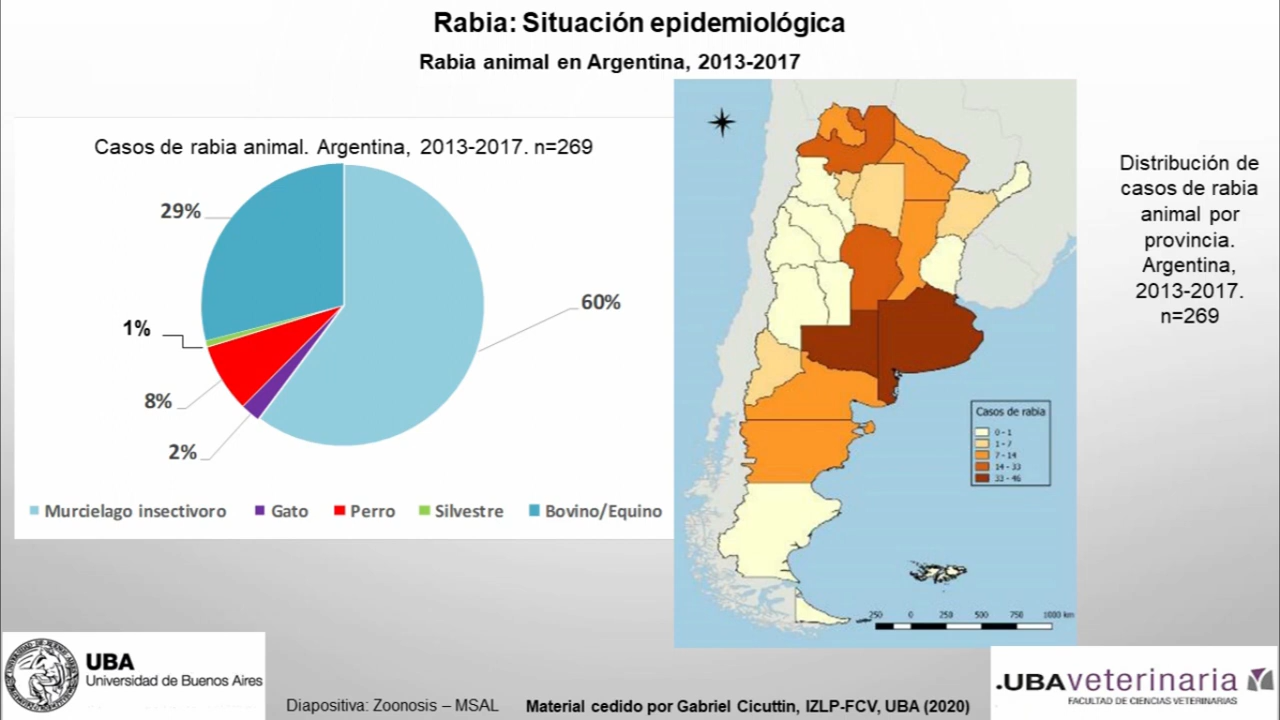 Rabia: Situación epidemiológica
Rabia animal en Argentina, 2013-2017
Casos de rabia animal. Argentina, 2013-2017. n=269
29%
1%
8%
2%
60%
Murcielago insectivoro
Gato
Perro
Silvestre
Bovino/Equino
Distribución de
casos de rabia
animal por
provincia.
Argentina,
2013-2017.
n=269
Casos de rabia
0 - 1
1 - 7
7 - 14
14 - 33
33 - 46
250 0 250 500 750 1000 km
UBA
Universidad de Buenos Aires
Diapositiva: Zoonosis – MSAL
Material cedido por Gabriel Cicuttin, IZLP-FCV, UBA (2020)
.UBAveterinaria
FACULTAD DE CIENCIAS VETERINARIAS